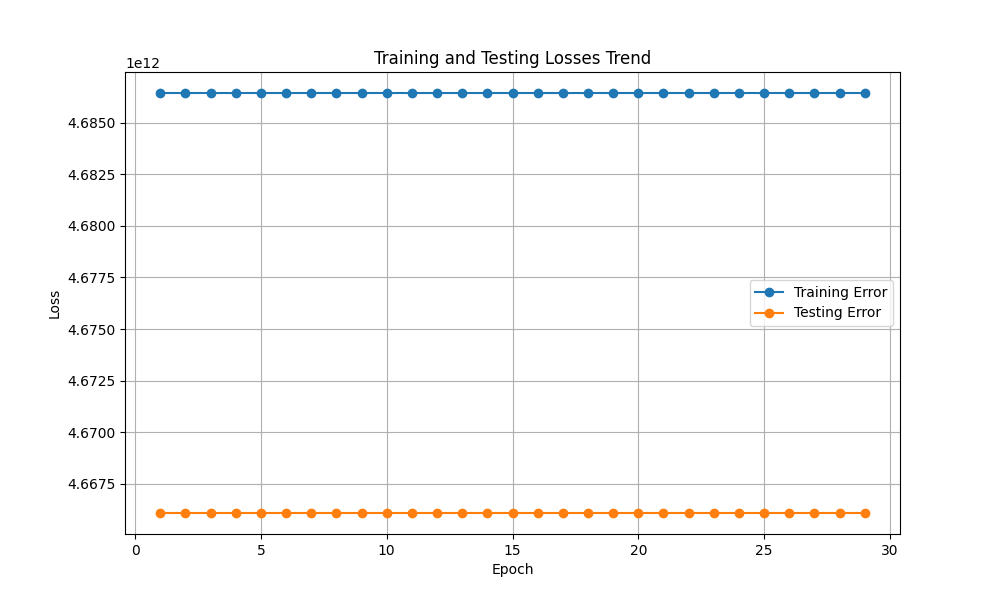 Training and Testing Losses Trend
1e12
4.6850
4.6825
4.6800
4.6775
4.6750
4.6725
4.6700
4.6675
Loss
Training Error
Testing Error
0 5 10 15 20 25 30
Epoch